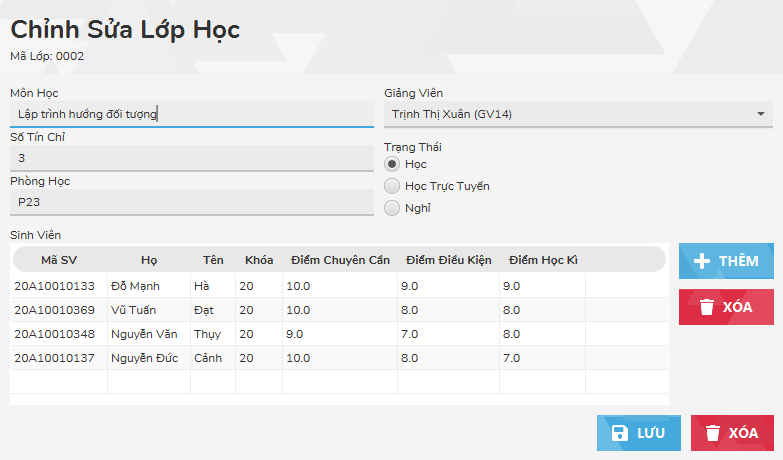 Chỉnh Sửa Lớp Học
Mã Lớp: 0002
Môn Học
Lập trình hướng đối tượng
Số Tín Chỉ
3
Phòng Học
P23
Giảng Viên
Trịnh Thị Xuân (GV14)
Trạng Thái
Học
Học Trực Tuyến
Nghỉ
Sinh Viên
Mã SV Họ Tên Khóa Điểm Chuyên Cần Điểm Điều Kiện Điểm Học Kì
20A10010133 Đỗ Mạnh Hà 20 10.0 9.0 9.0
20A10010369 Vũ Tuấn Đạt 20 10.0 8.0 8.0
20A10010348 Nguyễn Văn Thụy 20 9.0 7.0 8.0
20A10010137 Nguyễn Đức Cảnh 20 10.0 8.0 7.0
THÊM
XÓA
LƯU
XÓA